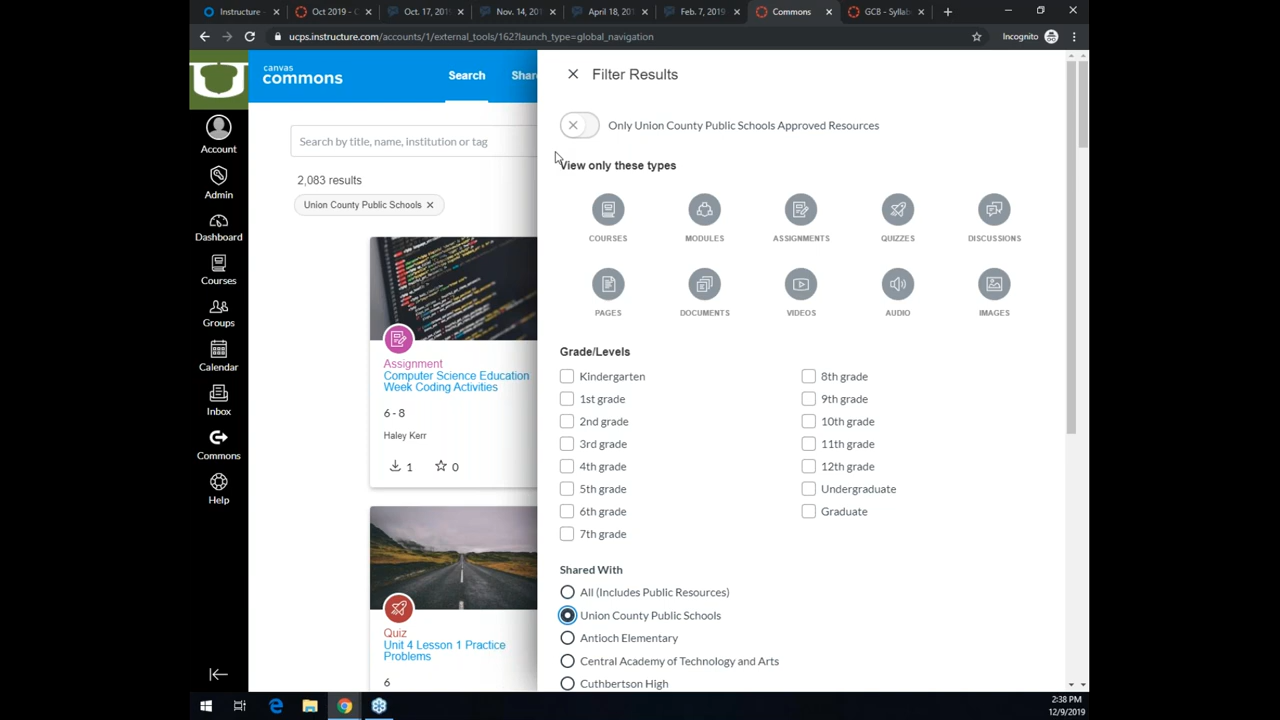 Instructure -
Oct 2019 - C
Oct. 17, 201
Nov. 14, 201
April 18, 201
Feb. 7, 2019
Commons
GCB - Syllab
ucps.instructure.com/accounts/1/external_tools/162?launch_type=global_navigation
Incognito
canvas
commons
Search
Shar
Search by title, name, institution or tag
2,083 results
Union County Public Schools
Account
Admin
Dashboard
Courses
Groups
Calendar
Inbox
Commons
Help
Assignment
Computer Science Education
Week Coding Activities
6 - 8
Haley Kerr
1
0
Quiz
Unit 4 Lesson 1 Practice
Problems
6
Filter Results
Only Union County Public Schools Approved Resources
View only these types
COURSES
MODULES
ASSIGNMENTS
QUIZZES
DISCUSSIONS
PAGES
DOCUMENTS
VIDEOS
AUDIO
IMAGES
Grade/Levels
Kindergarten
1st grade
2nd grade
3rd grade
4th grade
5th grade
6th grade
7th grade
8th grade
9th grade
10th grade
11th grade
12th grade
Undergraduate
Graduate
Shared With
All (Includes Public Resources)
Union County Public Schools
Antioch Elementary
Central Academy of Technology and Arts
Cuthbertson High
2:38 PM
12/9/2019